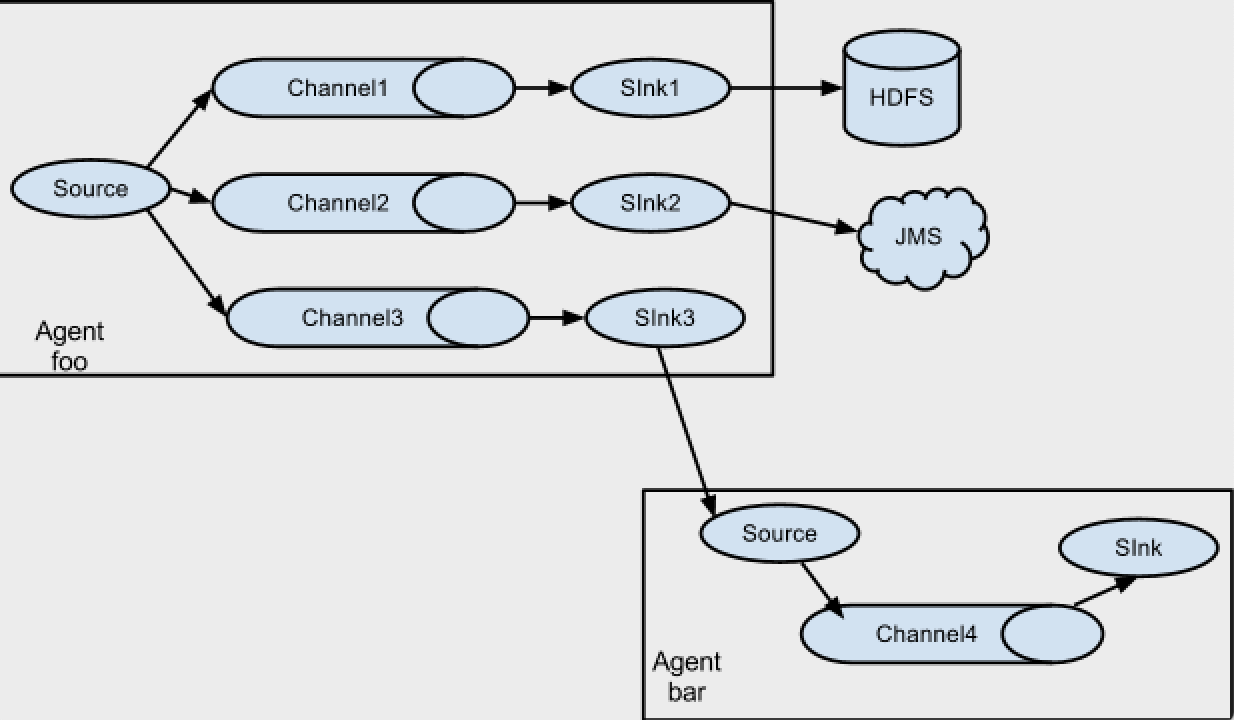 Channel1
SInk1
HDFS
Source
Channel2
SInk2
JMS
Channel3
SInk3
Agent
foo
Source
SInk
Channel4
Agent
bar